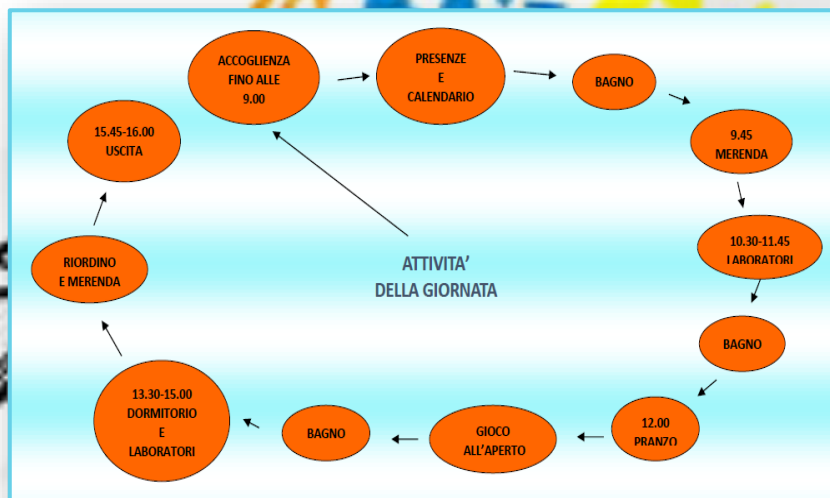 ACCOGLIENZA
FINO ALLE
9.00
PRESENZE
E
CALENDARIO
BAGNO
9.45
MERENDA
10.30-11.45
LABORATORI
BAGNO
12.00
PRANZO
GIOCO
ALL'APERTO
BAGNO
13.30-15.00
DORMITORIO
E
LABORATORI
RIORDINO
E MERENDA
15.45-16.00
USCITA
ATTIVITA'
DELLA GIORNATA